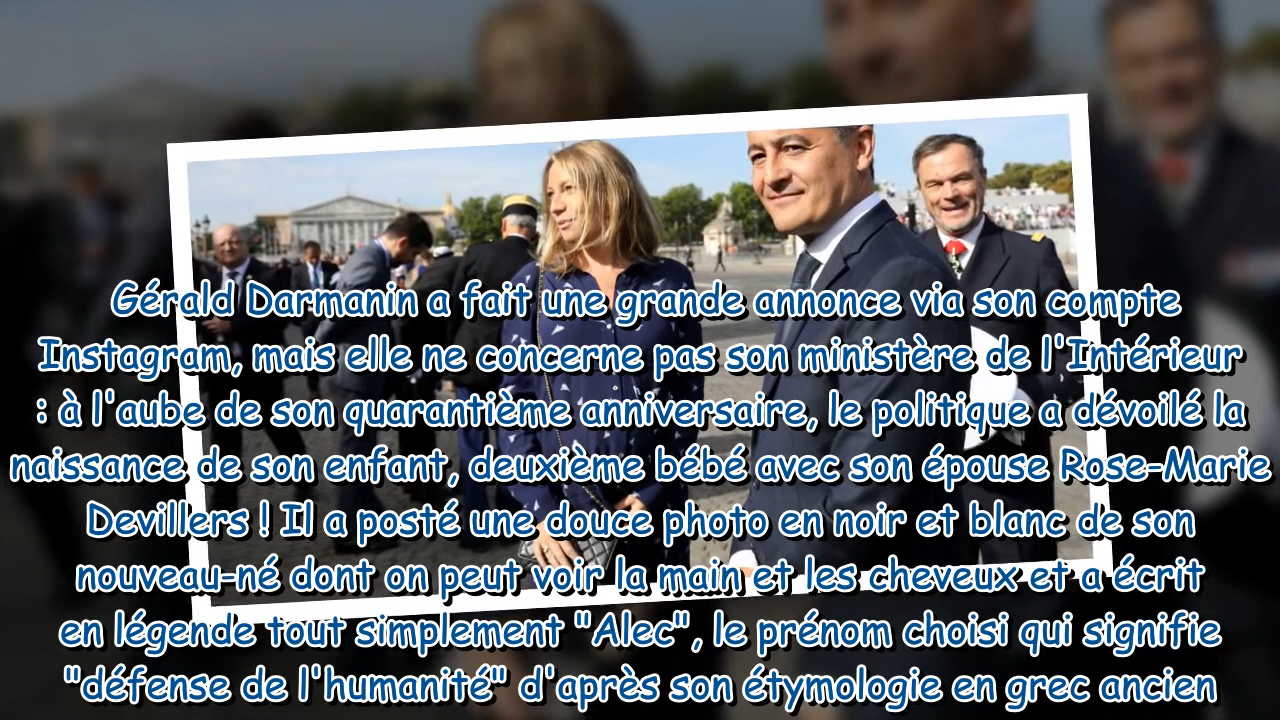 Gérald Darmanin a fait une grande annonce via son compte
Instagram, mais elle ne concerne pas son ministère de l'Intérieur
: à l'aube de son quarantième anniversaire, le politique a dévoilé la
naissance de son enfant, deuxième bébé avec son épouse Rose-Marie
Devillers ! Il a posté une douce photo en noir et blanc de son
nouveau-né dont on peut voir la main et les cheveux et a écrit
en légende tout simplement "Alec", le prénom choisi qui signifie
"défense de l'humanité" d'après son étymologie en grec ancien